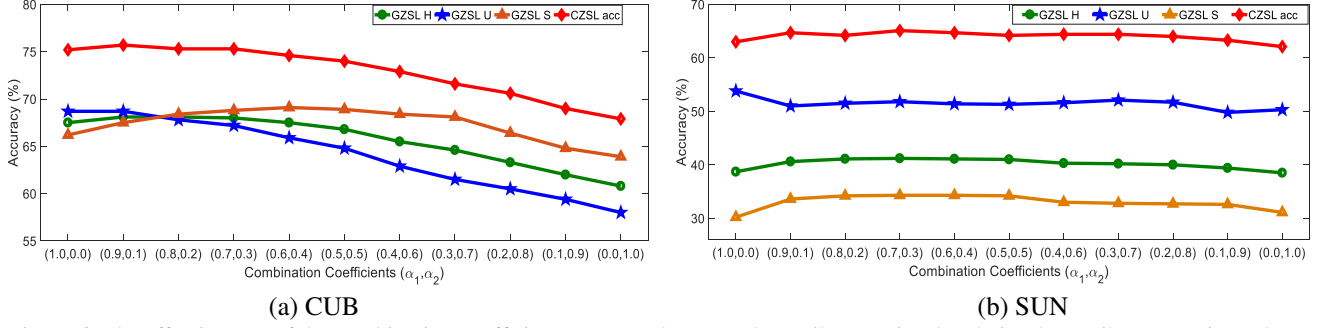 GZSL H GZSL U GZSL S CZSL acc
80
75
70
65
60
55
Accuracy (%)
(1.0,0.0) (0.9,0.1) (0.8,0.2) (0.7,0.3) (0.6,0.4) (0.5,0.5) (0.4,0.6) (0.3,0.7) (0.2,0.8) (0.1,0.9) (0.0,1.0)
Combination Coefficients (α1,α2)
(a) CUB
GZSL H GZSL U GZSL S CZSL acc
70
60
50
40
30
Accuracy (%)
(1.0,0.0) (0.9,0.1) (0.8,0.2) (0.7,0.3) (0.6,0.4) (0.5,0.5) (0.4,0.6) (0.3,0.7) (0.2,0.8) (0.1,0.9) (0.0,1.0)
Combination Coefficients (α1,α2)
(b) SUN